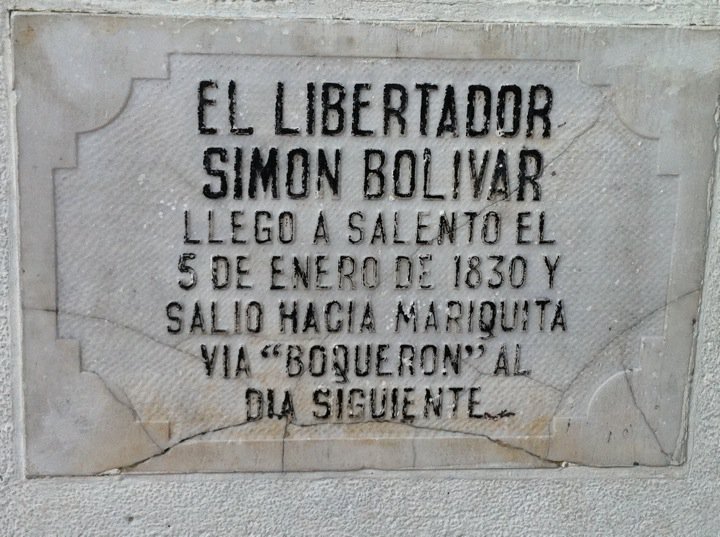 EL LIBERTADOR
SIMON BOLIVAR
LLEGO A SALENTO EL
5 DE ENERO DE 1830 Y
SALIO HACIA MARIQUITA
VIA "BOQUERON" AL
DIA SIGUIENTE